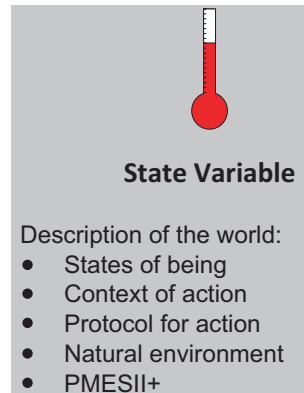 State Variable
Description of the world:
● States of being
● Context of action
● Protocol for action
● Natural environment
● PMESII+